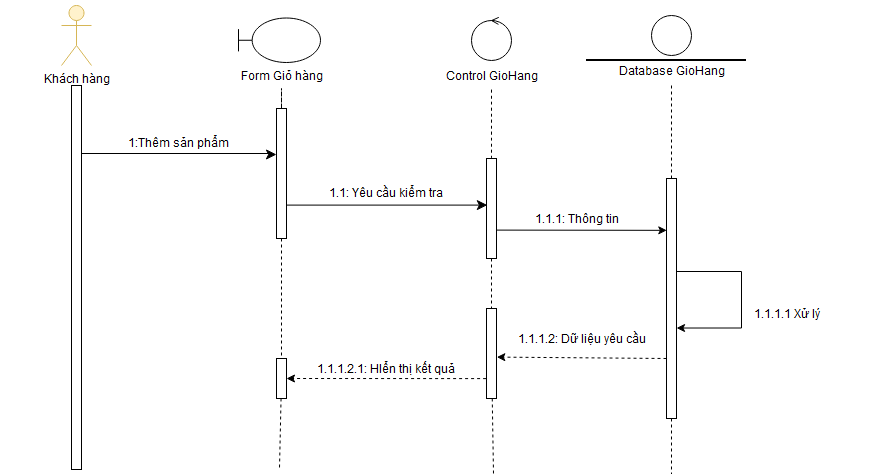 Khách hàng
Form Giỏ hàng
Control GioHang
Database GioHang
1:Thêm sản phẩm
1.1: Yêu cầu kiểm tra
1.1.1: Thông tin
1.1.1.1 Xử lý
1.1.1.2: Dữ liệu yêu cầu
1.1.1.2.1: HIển thị kết quả